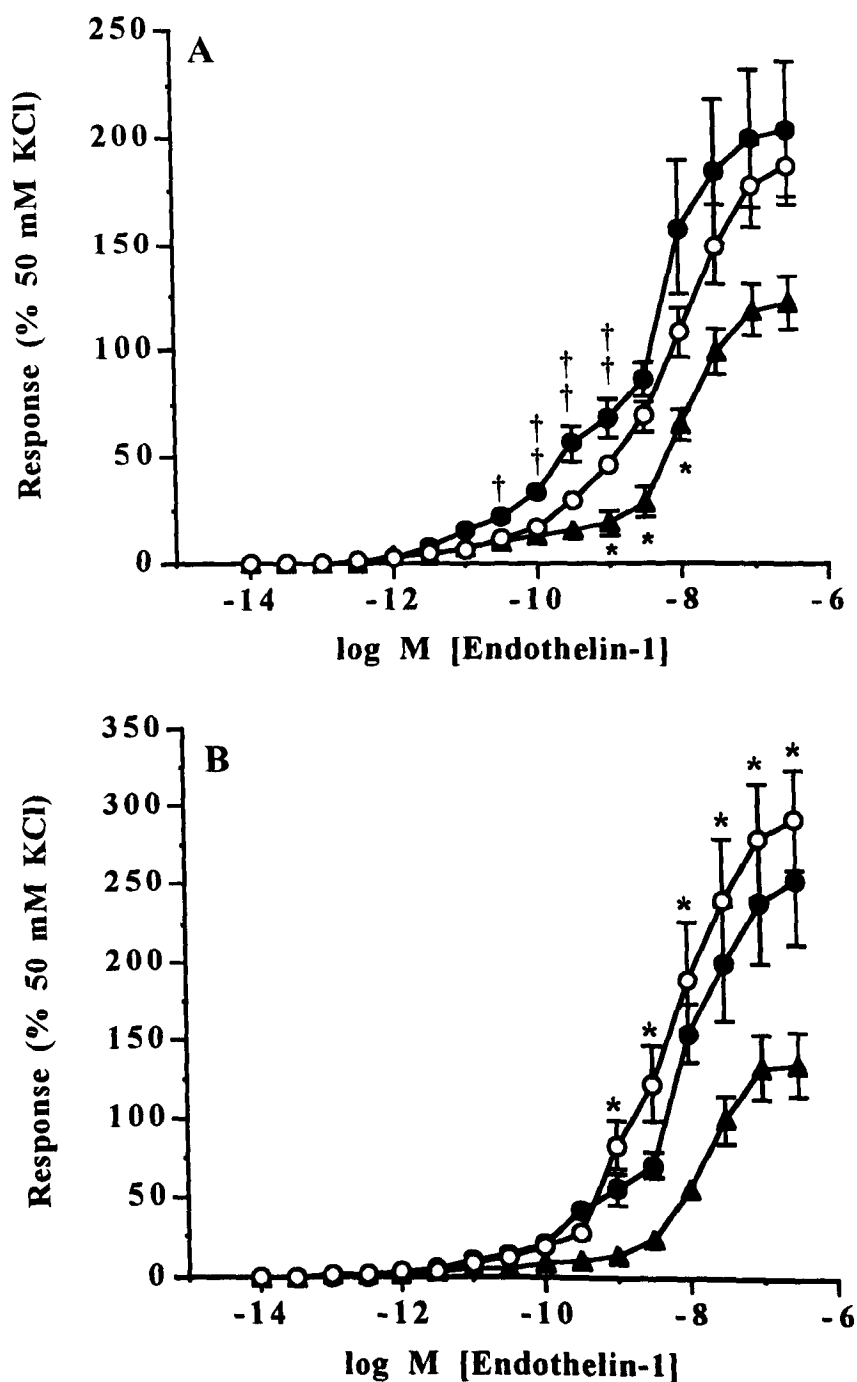 A
Response (% 50 mM KCl)
250
200
150
100
50
0
† † † † † † †
* * *
-14 -12 -10 -8 -6
log M [Endothelin-1]
B
Response (% 50 mM KCl)
350
300
250
200
150
100
50
0
* * * * * *
-14 -12 -10 -8 -6
log M [Endothelin-1]